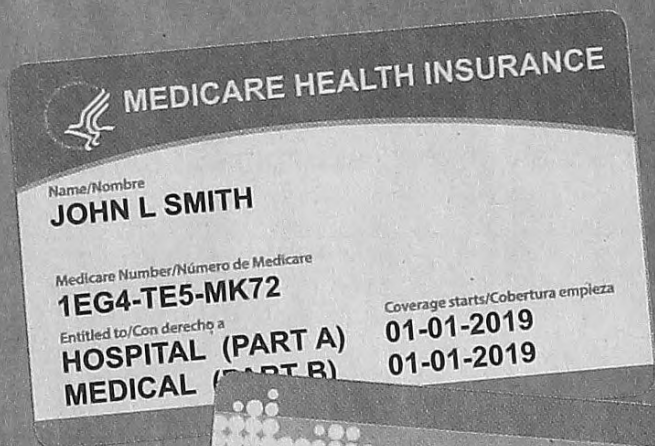 MEDICARE HEALTH INSURANCE
Name/Nombre
JOHN L SMITH
Medicare Number/Número de Medicare
1EG4-TE5-MK72
Entitled to/Con derecho a
HOSPITAL (PART A)
MEDICAL (PART B)
Coverage starts/Cobertura empieza
01-01-2019
01-01-2019